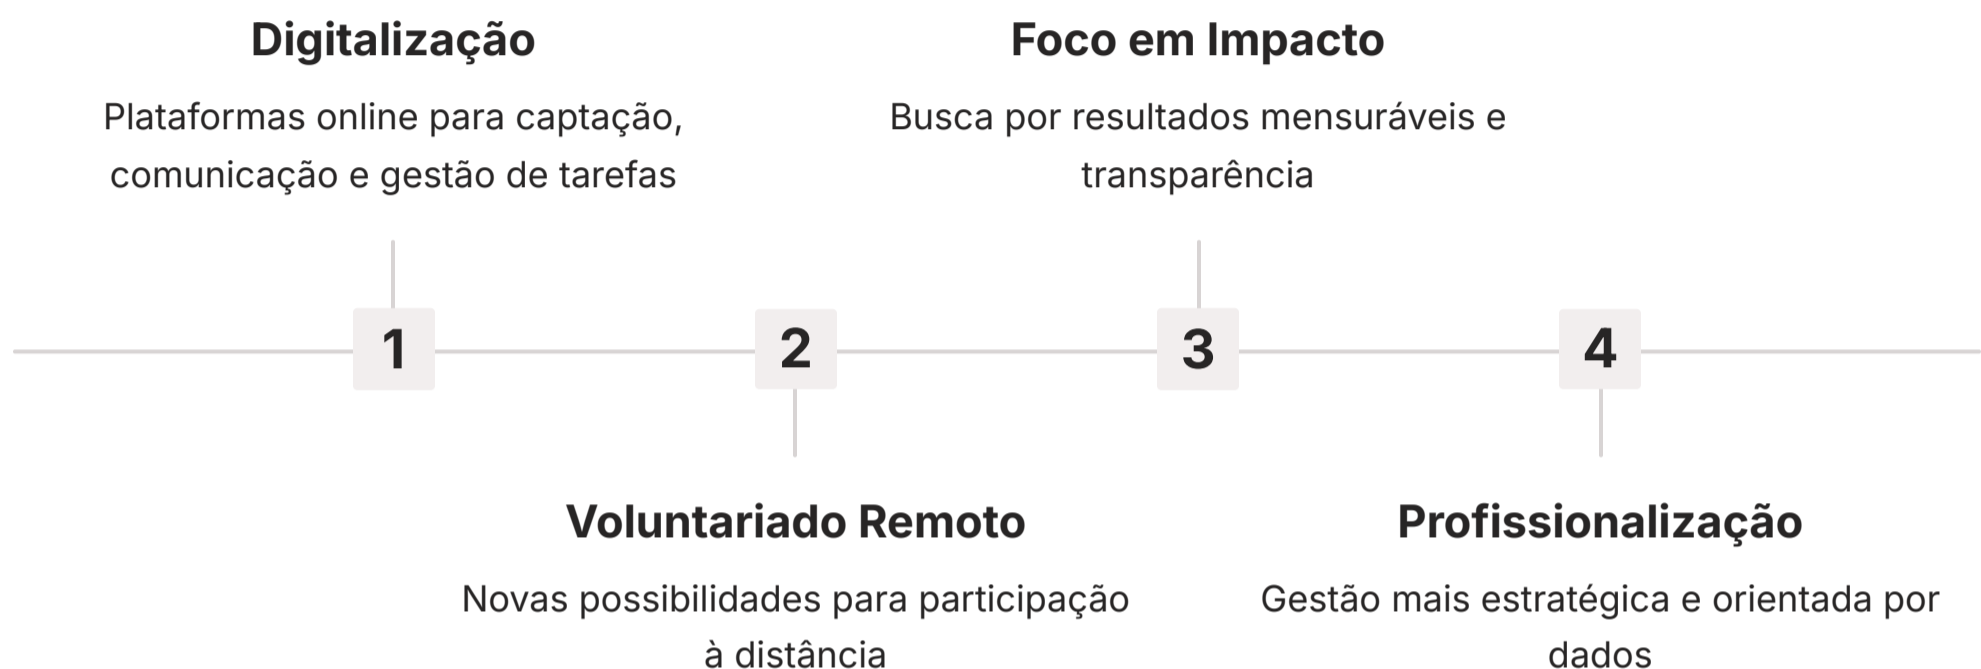 Digitalização
Plataformas online para captação,
comunicação e gestão de tarefas
Foco em Impacto
Busca por resultados mensuráveis e
transparência
1
2
3
4
Voluntariado Remoto
Novas possibilidades para participação
à distância
Profissionalização
Gestão mais estratégica e orientada por
dados